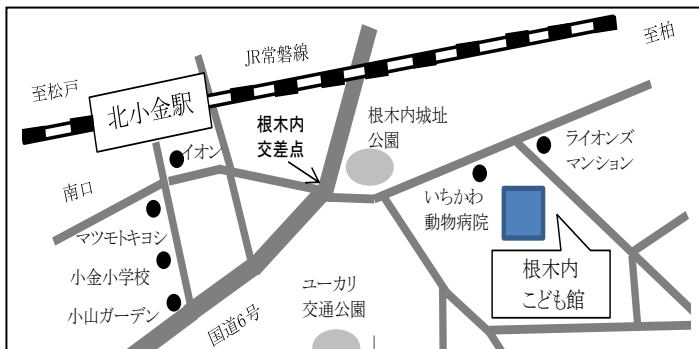 至柏
JR常磐線
至松戸
北小金駅
根木内
交差点
根木内城址
公園
ライオンズ
マンション
イオン
南口
いちかわ
動物病院
マツモトキヨシ
小金小学校
小山ガーデン
根木内
こども館
ユーカリ
交通公園
国道6号